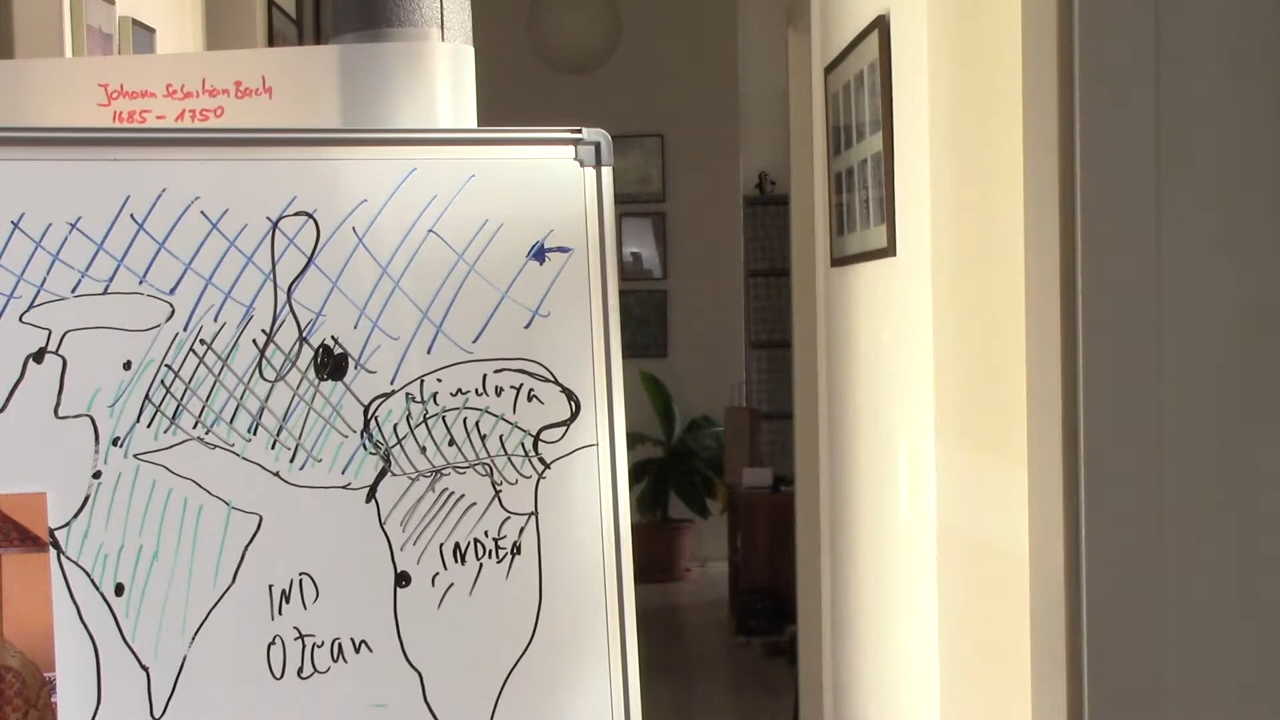 Johann Sebastian Bach
1685 - 1750
Himalaya
INDiEN
IND
OZean